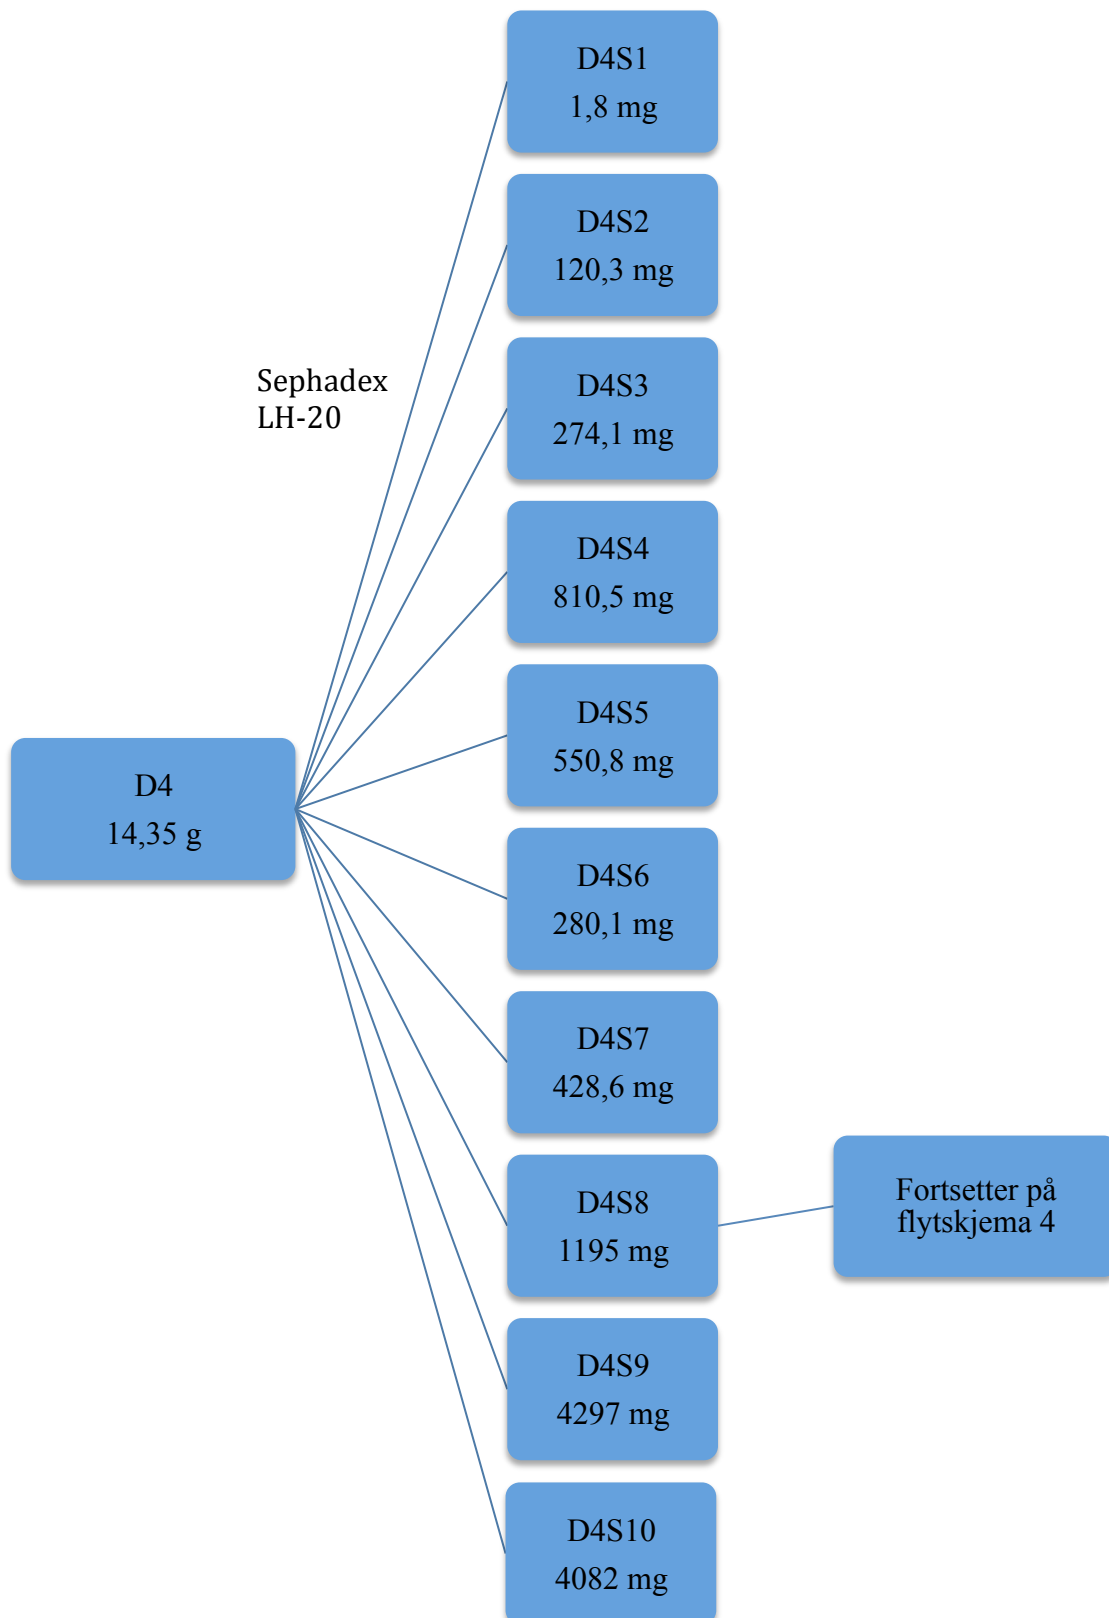 D4S1
1,8 mg
D4S2
120,3 mg
Sephadex
LH-20
D4S3
274,1 mg
D4S4
810,5 mg
D4S5
550,8 mg
D4
14,35 g
D4S6
280,1 mg
D4S7
428,6 mg
D4S8
1195 mg
Fortsetter på
flytskjema 4
D4S9
4297 mg
D4S10
4082 mg